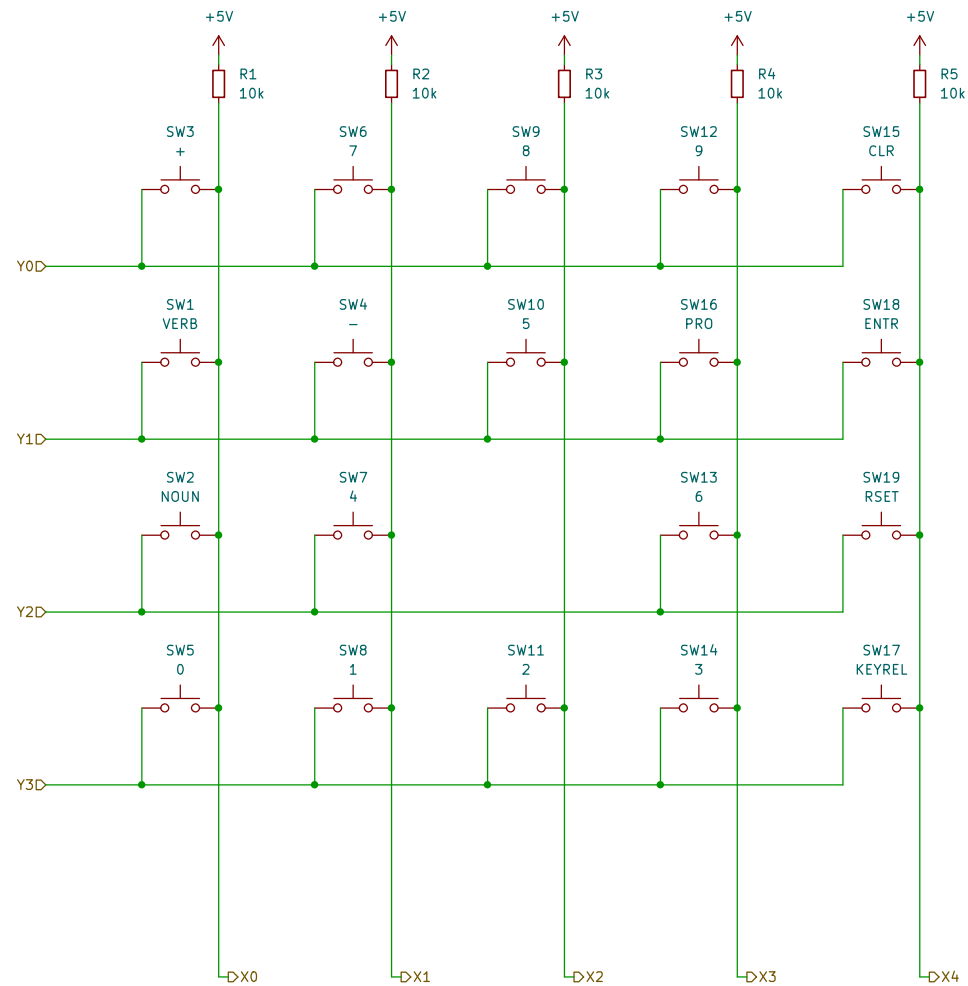 +5V +5V +5V +5V +5V
R1 R2 R3 R4 R5
10k 10k 10k 10k 10k
SW3 SW6 SW9 SW12 SW15
+ 7 8 9 CLR
Y0
SW1 SW4 SW10 SW16 SW18
VERB − 5 PRO ENTR
Y1
SW2 SW7 SW13 SW19
NOUN 4 6 RSET
Y2
SW5 SW8 SW11 SW14 SW17
0 1 2 3 KEYREL
Y3
X0 X1 X2 X3 X4